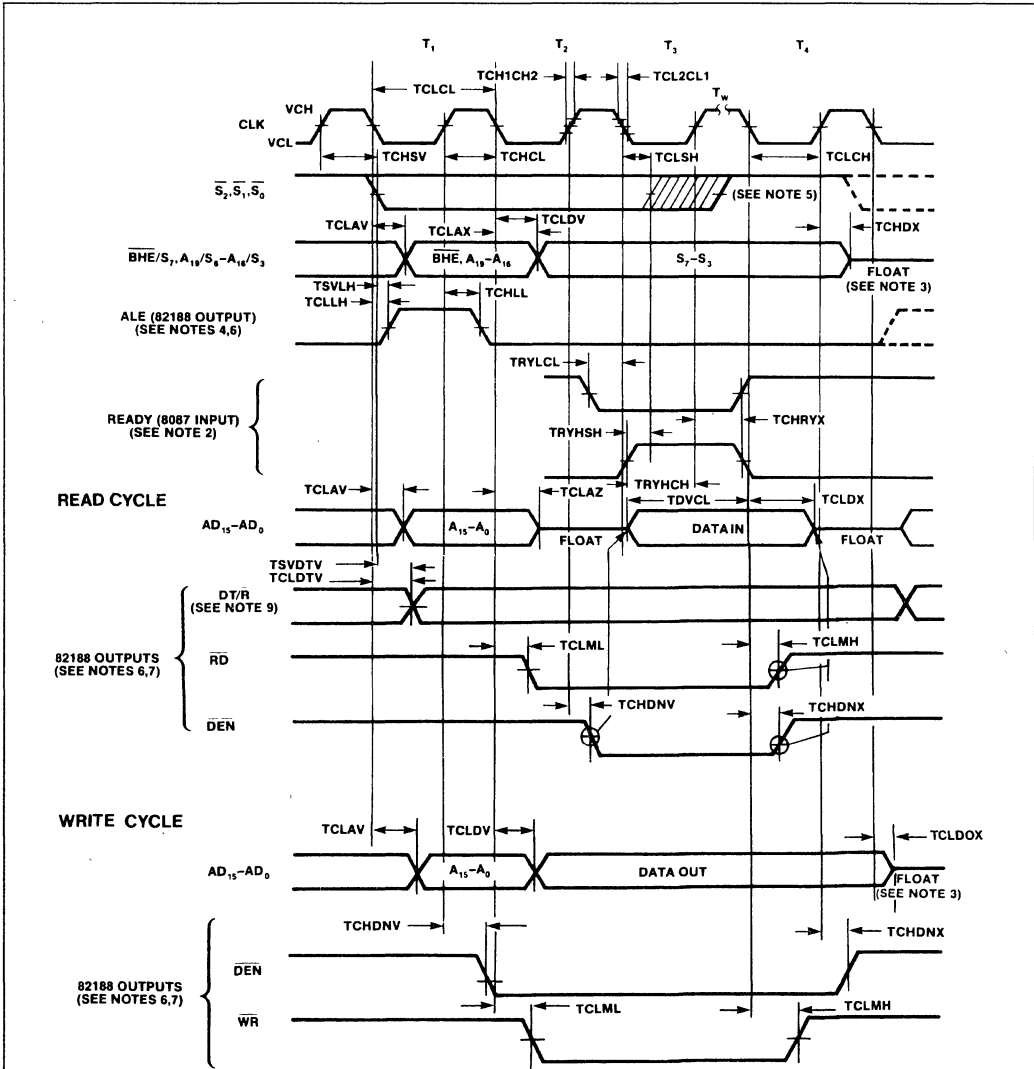 T₁ T₂ T₃ T₄
TCH1CH2 TCL2CL1
TCLCL
T_W
VCH
CLK
VCL
TCHSV TCHCL TCLSH TCLCH
S̅₂, S̅₁, S̅₀ (SEE NOTE 5)
TCLDV
TCLAV TCLAX TCHDX
B̅H̅E̅/S₇, A₁₉/S₆–A₁₆/S₃ B̅H̅E̅, A₁₉–A₁₆ S₇–S₃
FLOAT
(SEE NOTE 3)
TSVLH
TCLLH TCHLL
ALE (82188 OUTPUT)
(SEE NOTES 4,6)
TRYLCL
READY (8087 INPUT)
(SEE NOTE 2)
TCHRYX
TRYHSH
TRYHCH
READ CYCLE
TCLAV TCLAZ TDVCL TCLDX
AD₁₅–AD₀ A₁₅–A₀ FLOAT DATA IN FLOAT
TSVDTV
TCLDTV
DT/R̅
(SEE NOTE 9)
82188 OUTPUTS
(SEE NOTES 6,7)
TCLML TCLMH
R̅D̅
TCHDNV TCHDNX
D̅E̅N̅
WRITE CYCLE
TCLAV TCLDV TCLDOX
AD₁₅–AD₀ A₁₅–A₀ DATA OUT
FLOAT
(SEE NOTE 3)
TCHDNV TCHDNX
D̅E̅N̅
82188 OUTPUTS
(SEE NOTES 6,7)
TCLML TCLMH
W̅R̅